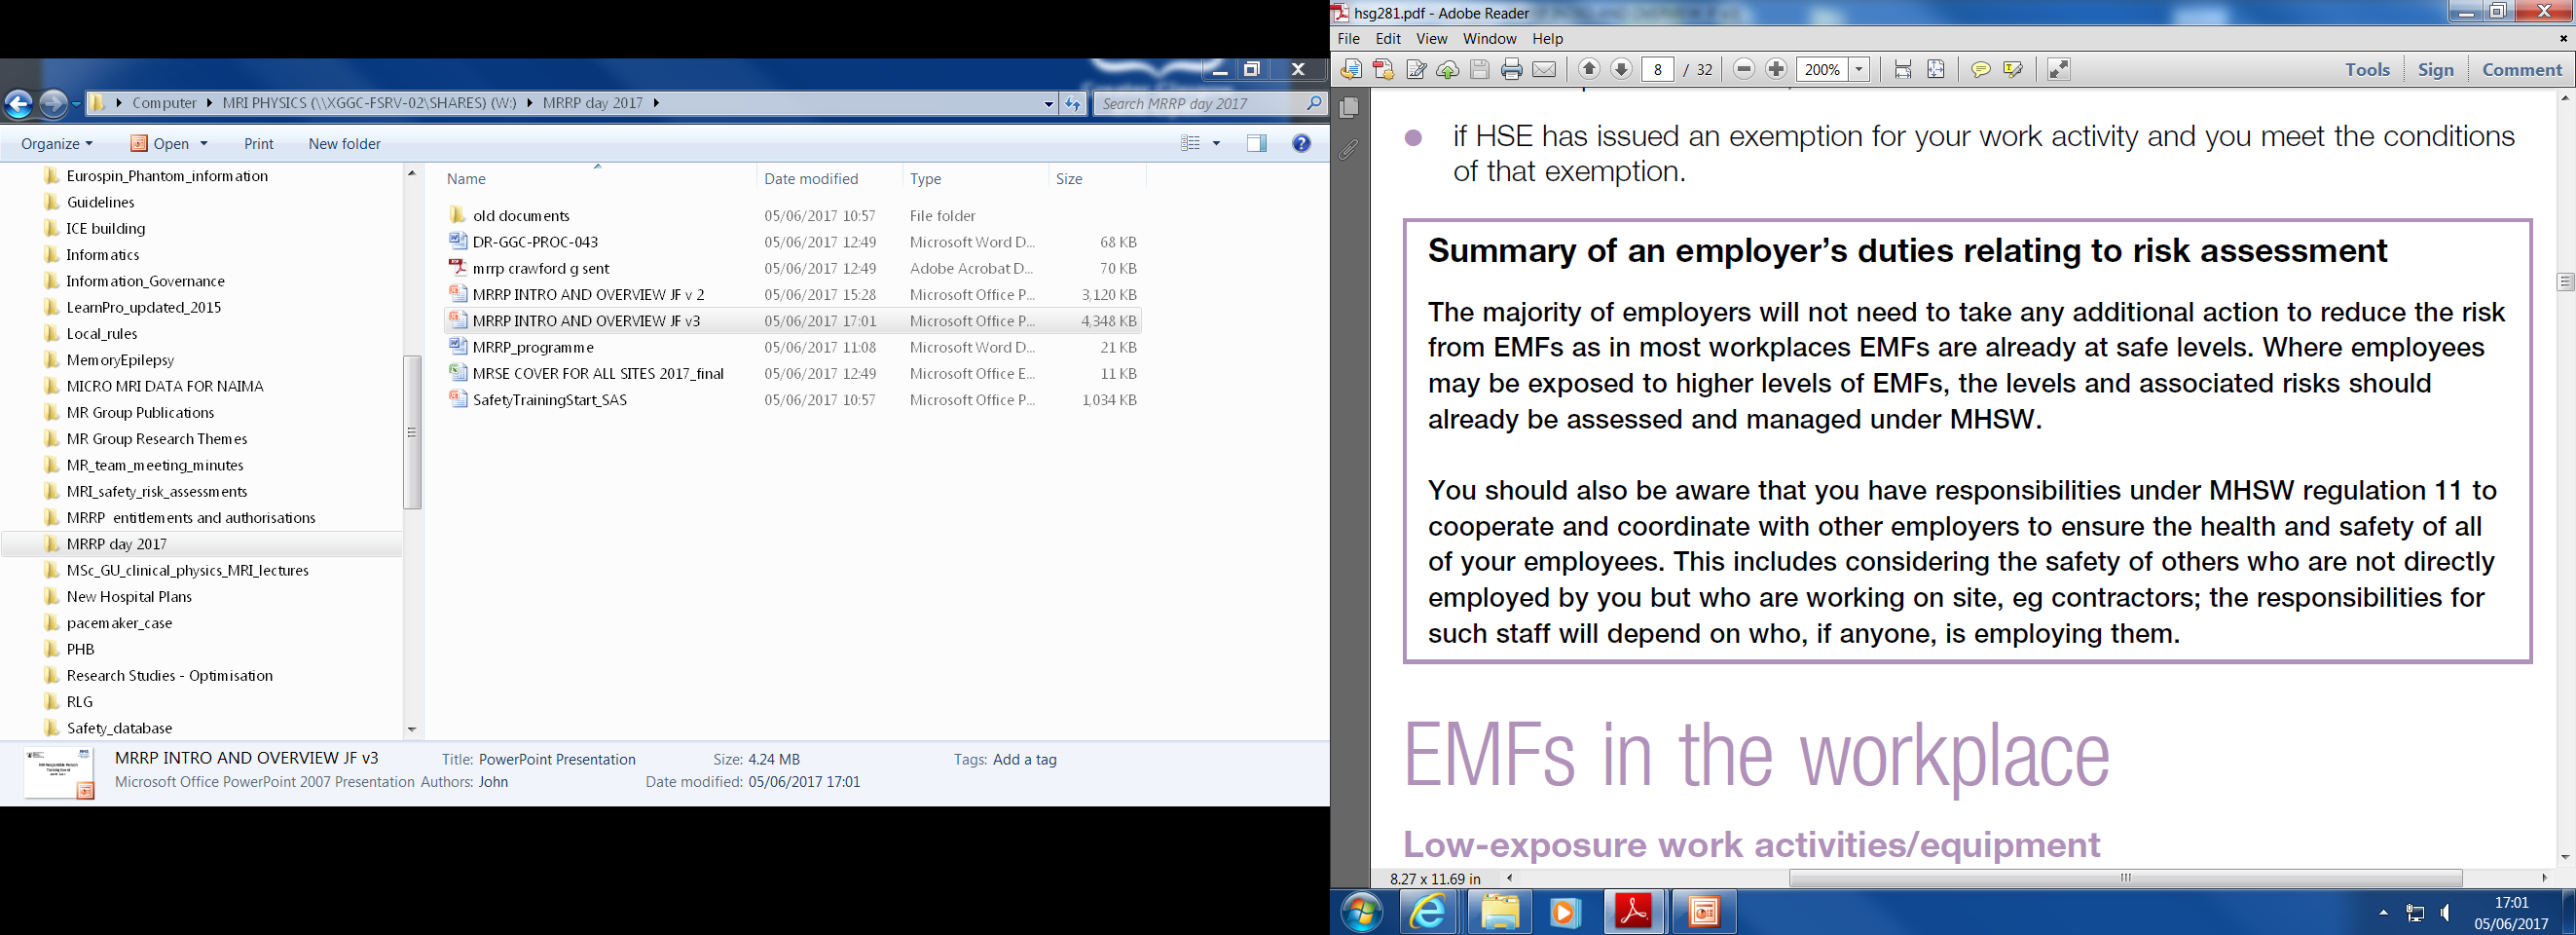 Computer ▸ MRI PHYSICS (\\XGGC-FSRV-02\SHARES) (W:) ▸ MRRP day 2017 ▸
Search MRRP day 2017
Organize
Open
Print
New folder
Eurospin_Phantom_information
Guidelines
ICE building
Informatics
Information_Governance
LearnPro_updated_2015
Local_rules
MemoryEpilepsy
MICRO MRI DATA FOR NAIMA
MR Group Publications
MR Group Research Themes
MR_team_meeting_minutes
MRI_safety_risk_assessments
MRRP entitlements and authorisations
MRRP day 2017
MSc_GU_clinical_physics_MRI_lectures
New Hospital Plans
pacemaker_case
PHB
Research Studies - Optimisation
RLG
Safety_database
Name Date modified Type Size
old documents 05/06/2017 10:57 File folder
DR-GGC-PROC-043 05/06/2017 12:49 Microsoft Word D... 68 KB
mrrp crawford g sent 05/06/2017 12:49 Adobe Acrobat D... 70 KB
MRRP INTRO AND OVERVIEW JF v 2 05/06/2017 15:28 Microsoft Office P... 3,120 KB
MRRP INTRO AND OVERVIEW JF v3 05/06/2017 17:01 Microsoft Office P... 4,348 KB
MRRP_programme 05/06/2017 11:08 Microsoft Word D... 21 KB
MRSE COVER FOR ALL SITES 2017_final 05/06/2017 12:49 Microsoft Office E... 11 KB
SafetyTrainingStart_SAS 05/06/2017 10:57 Microsoft Office P... 1,034 KB
MRRP INTRO AND OVERVIEW JF v3 Title: PowerPoint Presentation Size: 4.24 MB Tags: Add a tag
Microsoft Office PowerPoint 2007 Presentation Authors: John Date modified: 05/06/2017 17:01
hsg281.pdf - Adobe Reader
File Edit View Window Help
8 / 32 200% Tools Sign Comment
● if HSE has issued an exemption for your work activity and you meet the conditions
of that exemption.
Summary of an employer’s duties relating to risk assessment
The majority of employers will not need to take any additional action to reduce the risk
from EMFs as in most workplaces EMFs are already at safe levels. Where employees
may be exposed to higher levels of EMFs, the levels and associated risks should
already be assessed and managed under MHSW.
You should also be aware that you have responsibilities under MHSW regulation 11 to
cooperate and coordinate with other employers to ensure the health and safety of all
of your employees. This includes considering the safety of others who are not directly
employed by you but who are working on site, eg contractors; the responsibilities for
such staff will depend on who, if anyone, is employing them.
EMFs in the workplace
Low-exposure work activities/equipment
8.27 x 11.69 in
17:01
05/06/2017